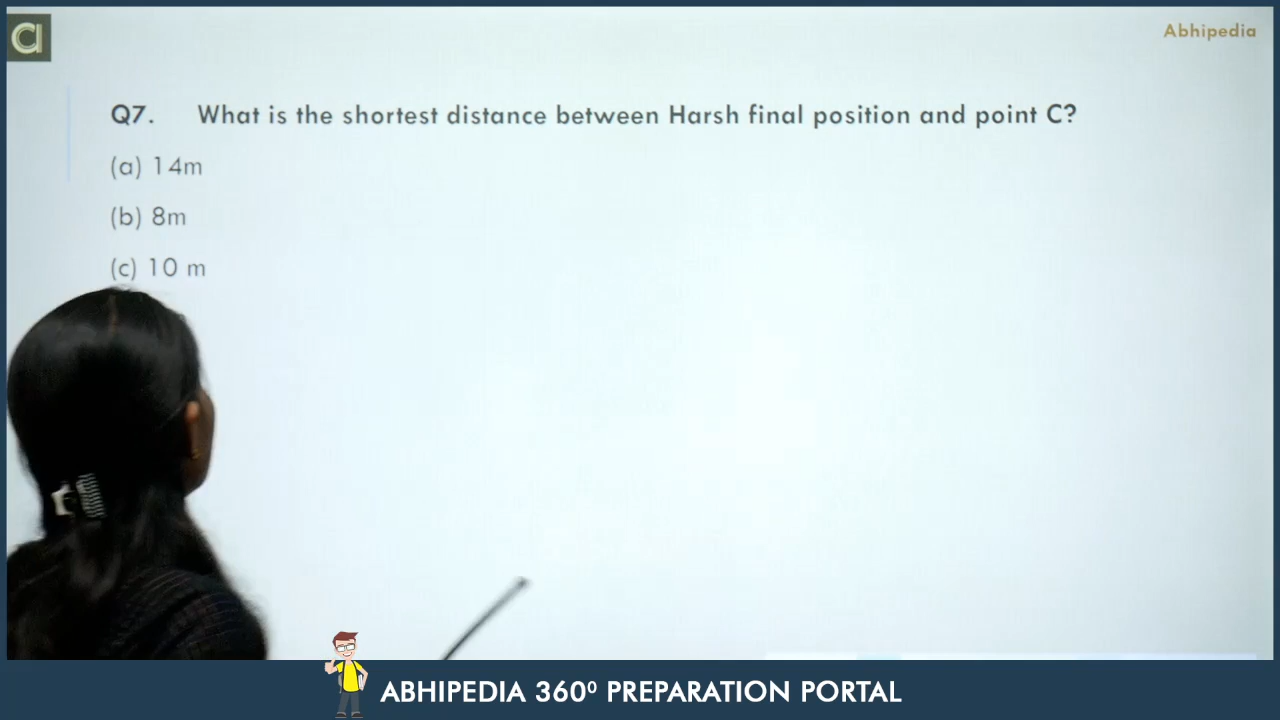 Abhipedia
Q7. What is the shortest distance between Harsh final position and point C?
(a) 14m
(b) 8m
(c) 10 m
ABHIPEDIA 360⁰ PREPARATION PORTAL